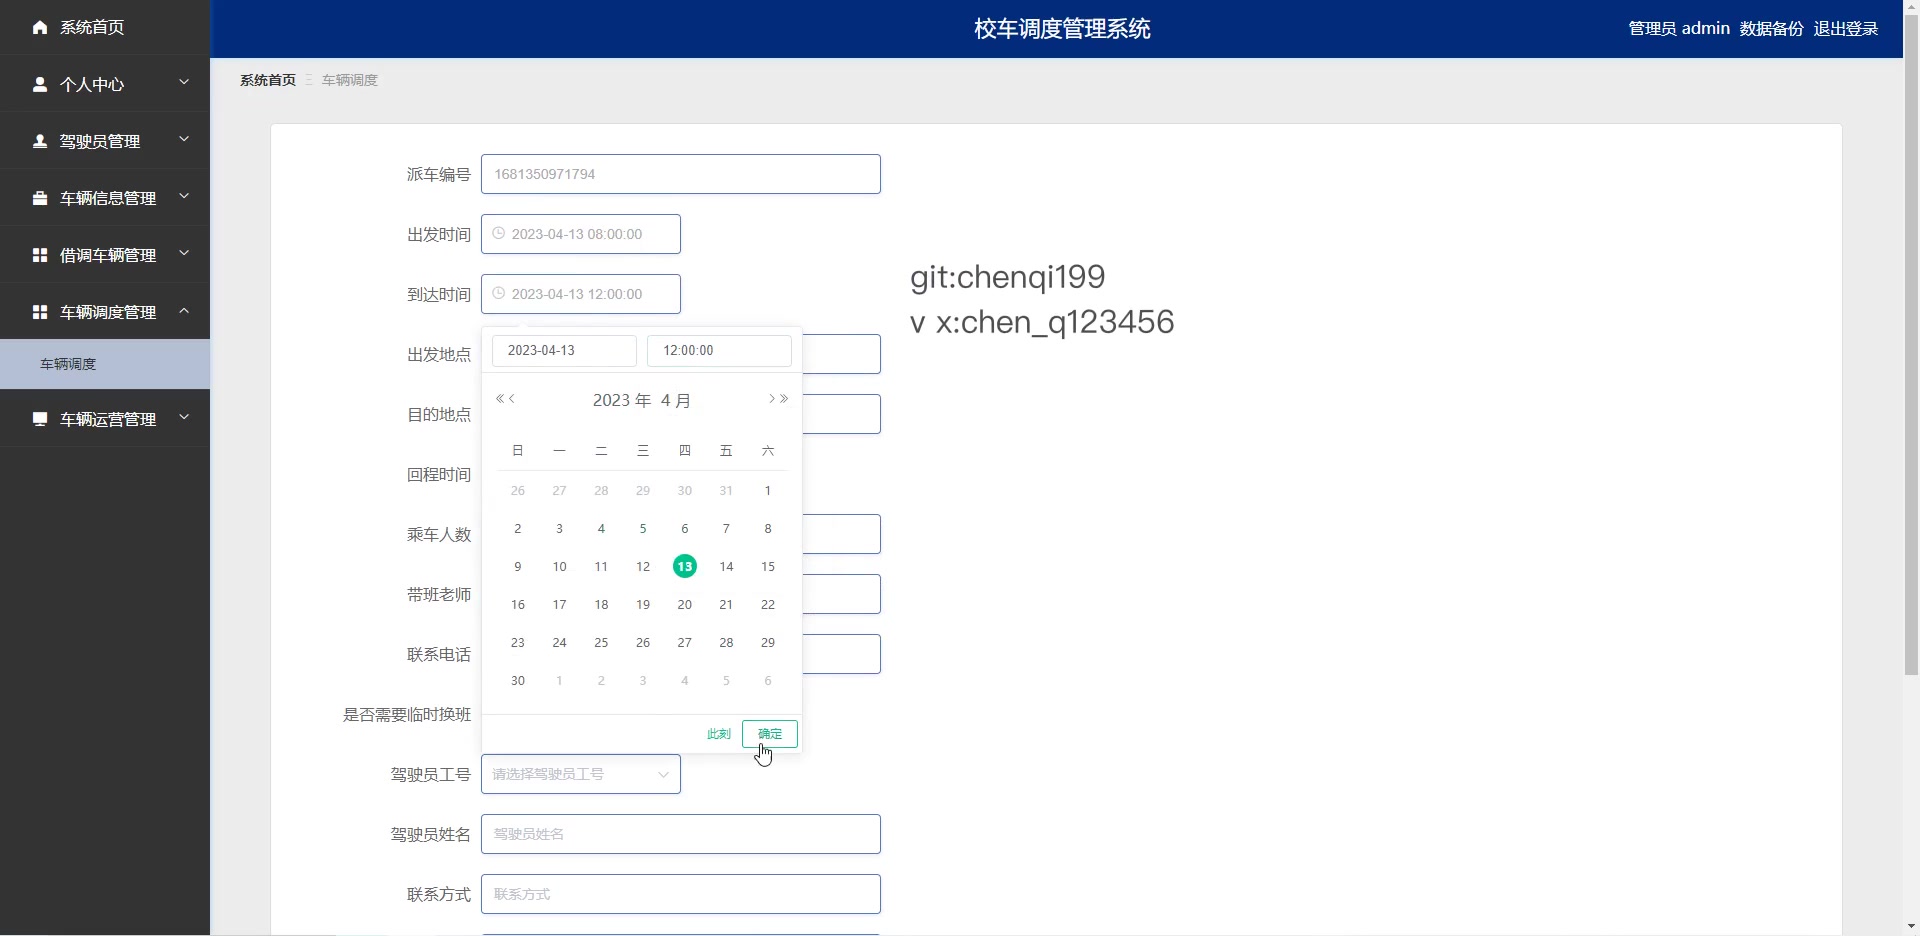 系统首页
个人中心
驾驶员管理
车辆信息管理
借调车辆管理
车辆调度管理
车辆调度
车辆运营管理
校车调度管理系统
管理员 admin 数据备份 退出登录
系统首页 车辆调度
派车编号 1681350971794
出发时间 2023-04-13 08:00:00
到达时间 2023-04-13 12:00:00
出发地点
目的地点
回程时间
乘车人数
带班老师
联系电话
是否需要临时换班
2023-04-13 12:00:00
2023 年 4 月
日 一 二 三 四 五 六
26 27 28 29 30 31 1
2 3 4 5 6 7 8
9 10 11 12 13 14 15
16 17 18 19 20 21 22
23 24 25 26 27 28 29
30 1 2 3 4 5 6
此刻 确定
驾驶员工号 请选择驾驶员工号
驾驶员姓名 驾驶员姓名
联系方式 联系方式
git:chenqi199
v x:chen_q123456